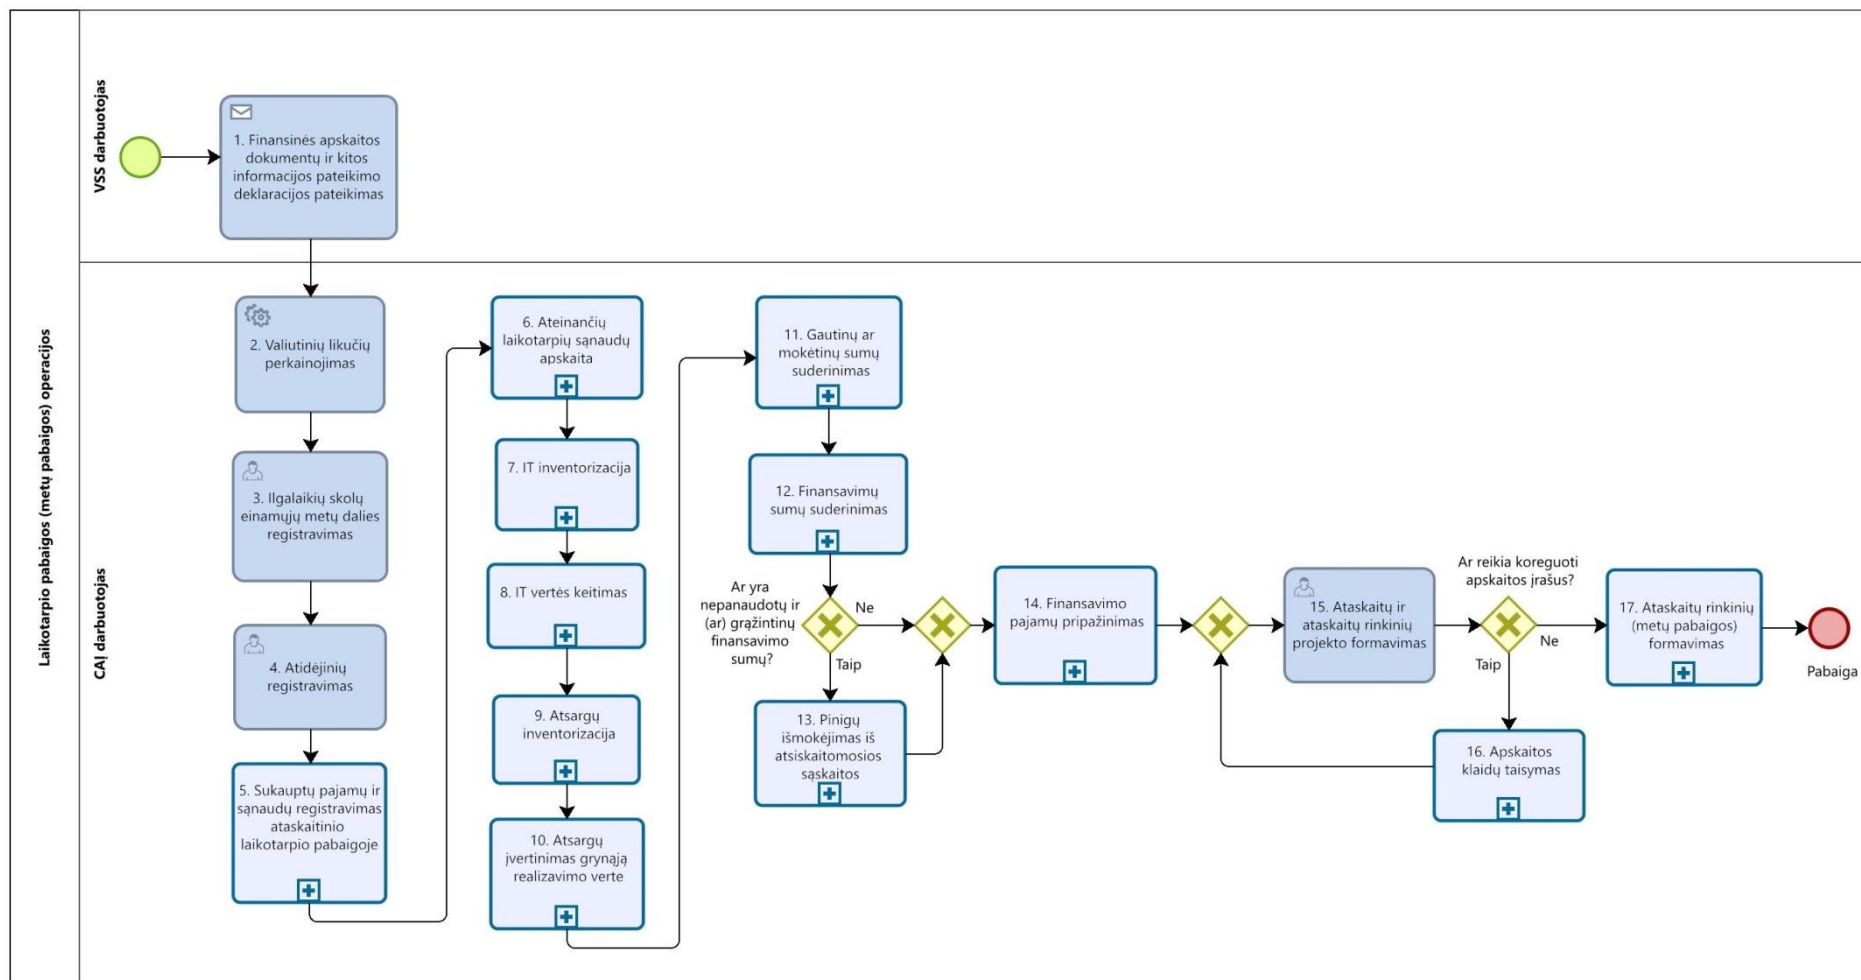 Laikotarpio pabaigos (metų pabaigos) operacijos
VSS darbuotojas
1. Finansinės apskaitos
dokumentų ir kitos
informacijos pateikimo
deklaracijos pateikimas
CAĮ darbuotojas
2. Valiutinių likučių
perkainojimas
3. Ilgalaikių skolų
einamųjų metų dalies
registravimas
4. Atidėjinių
registravimas
5. Sukauptų pajamų ir
sąnaudų registravimas
ataskaitinio
laikotarpio pabaigoje
6. Ateinančių
laikotarpių sąnaudų
apskaita
7. IT inventorizacija
8. IT vertės keitimas
9. Atsargų
inventorizacija
10. Atsargų
įvertinimas grynąją
realizavimo verte
11. Gautinų ar
mokėtinų sumų
suderinimas
12. Finansavimų
sumų suderinimas
Ar yra
nepanaudotų ir
(ar) grąžintinų
finansavimo
sumų?
Ne
Taip
13. Pinigų
išmokėjimas iš
atsiskaitomosios
sąskaitos
14. Finansavimo
pajamų pripažinimas
15. Ataskaitų ir
ataskaitų rinkinių
projekto formavimas
Ar reikia koreguoti
apskaitos įrašus?
Ne
Taip
16. Apskaitos
klaidų taisymas
17. Ataskaitų rinkinių
(metų pabaigos)
formavimas
Pabaiga